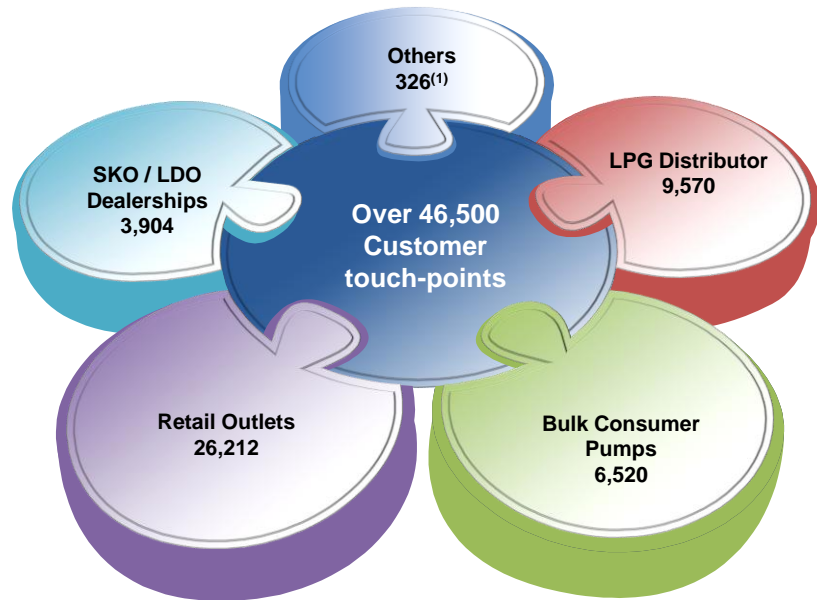 Others
326(1)
SKO / LDO
Dealerships
3,904
LPG Distributor
9,570
Over 46,500
Customer
touch-points
Retail Outlets
26,212
Bulk Consumer
Pumps
6,520